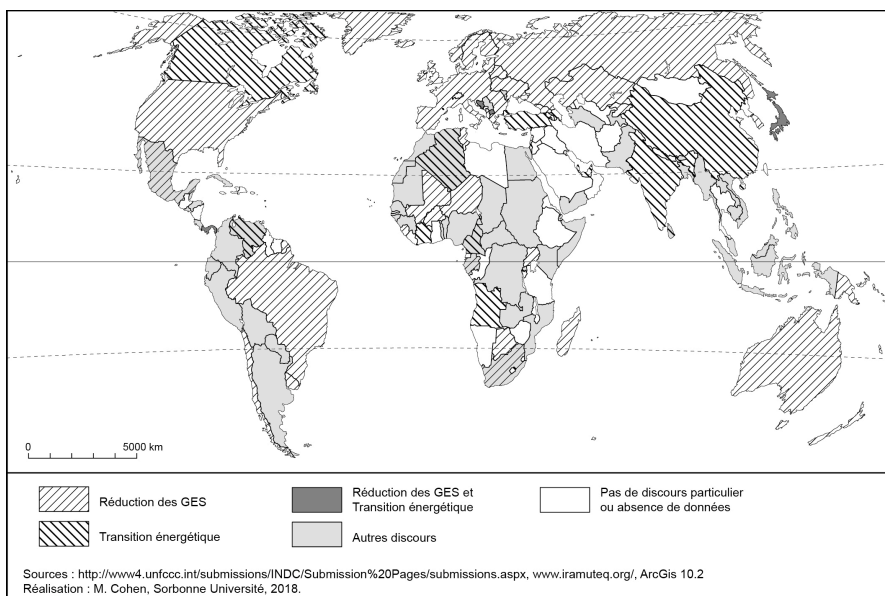 0 5000 km
Réduction des GES
Transition énergétique
Réduction des GES et
Transition énergétique
Autres discours
Pas de discours particulier
ou absence de données
Sources : http://www4.unfccc.int/submissions/INDC/Submission%20Pages/submissions.aspx, www.iramuteq.org/, ArcGis 10.2
Réalisation : M. Cohen, Sorbonne Université, 2018.